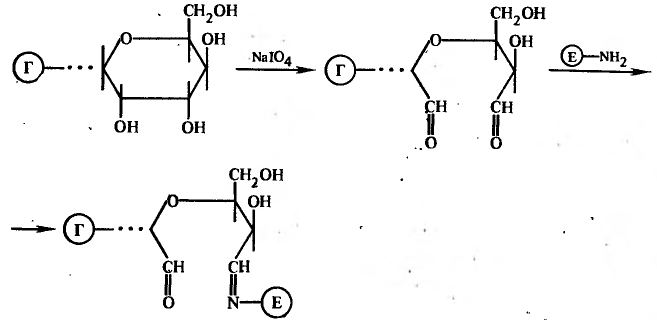 CH₂OH
O OH
Г ··· NaIO₄
OH OH
CH₂OH
O OH
Г ··· E—NH₂
CH CH
O O
CH₂OH
O OH
Г ···
CH CH
O N—E